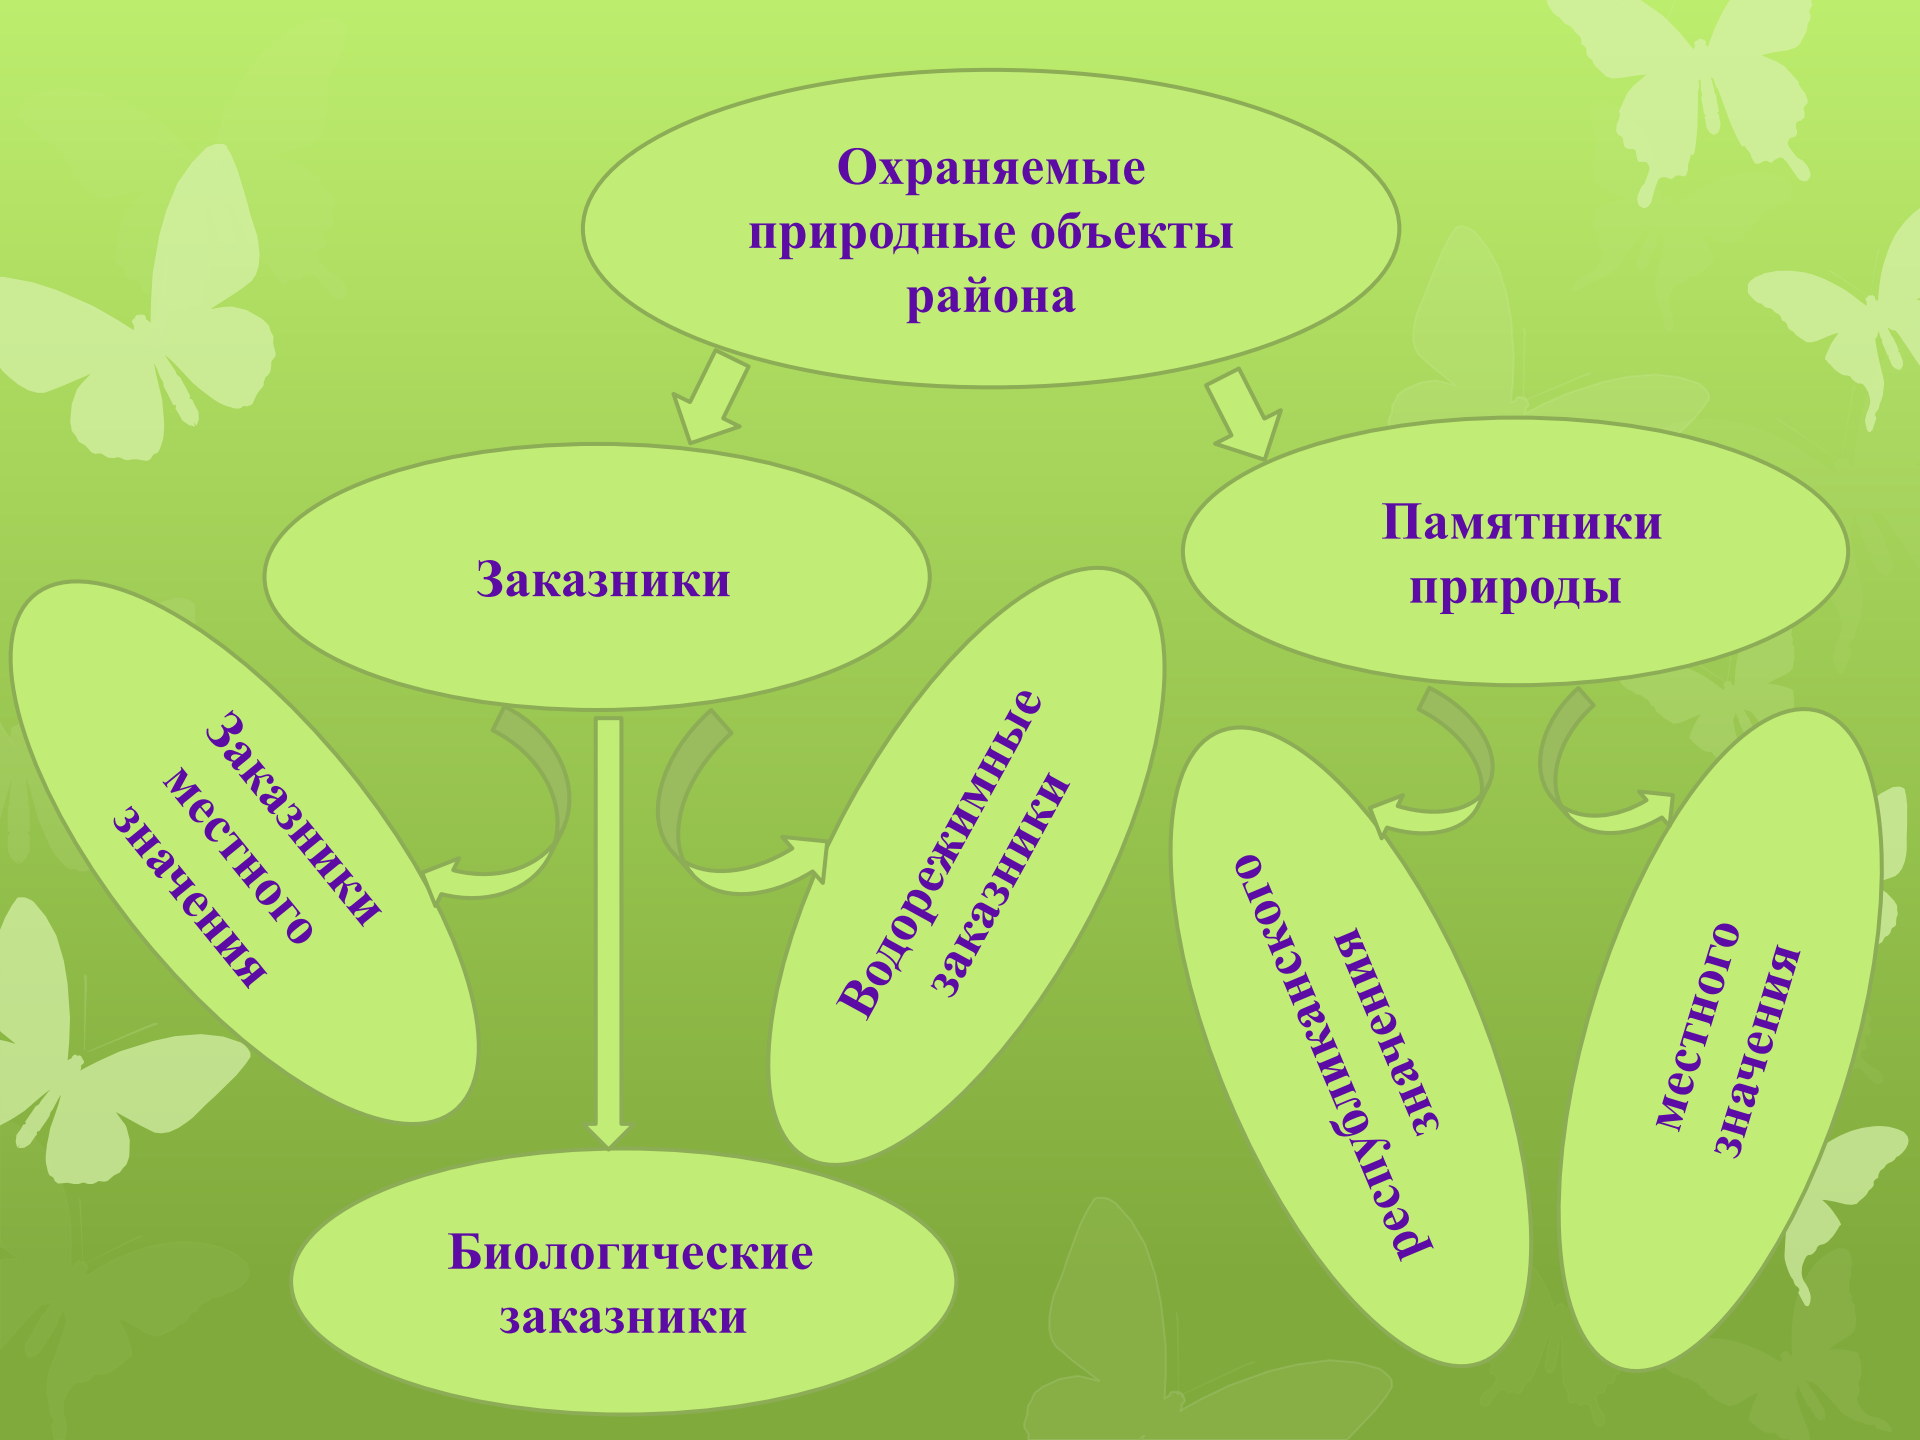 Охраняемые
природные объекты
района
Заказники
Памятники
природы
Заказники
местного
значения
Водорежимные
заказники
республиканского
значения
местного
значения
Биологические
заказники